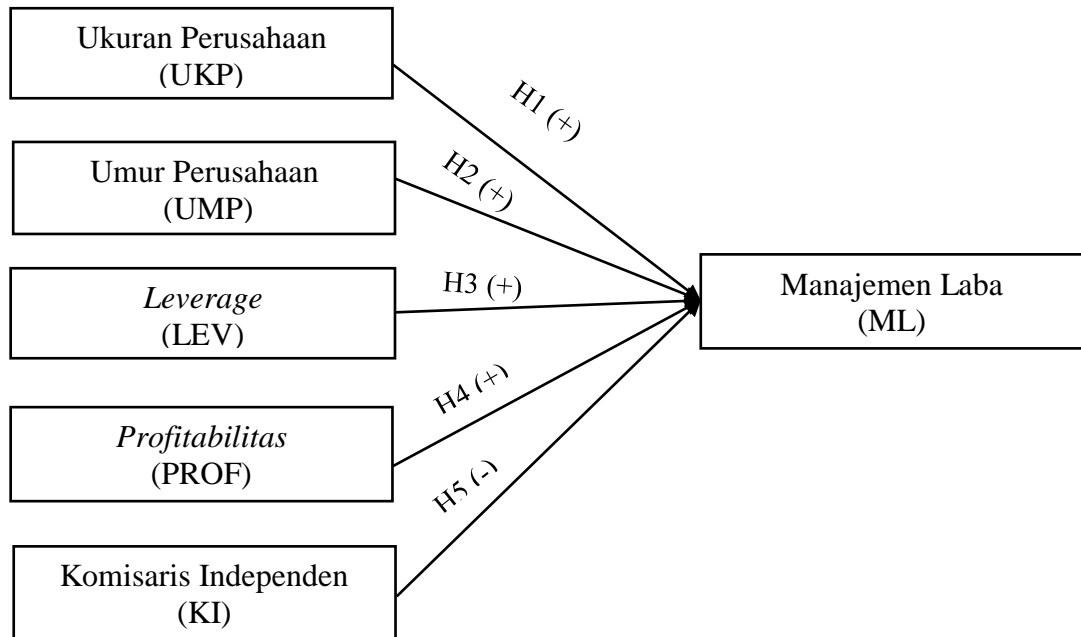 Ukuran Perusahaan
(UKP)
H1 (+)
Umur Perusahaan
(UMP)
H2 (+)
Leverage
(LEV)
H3 (+)
Manajemen Laba
(ML)
Profitabilitas
(PROF)
H4 (+)
Komisaris Independen
(KI)
H5 (-)